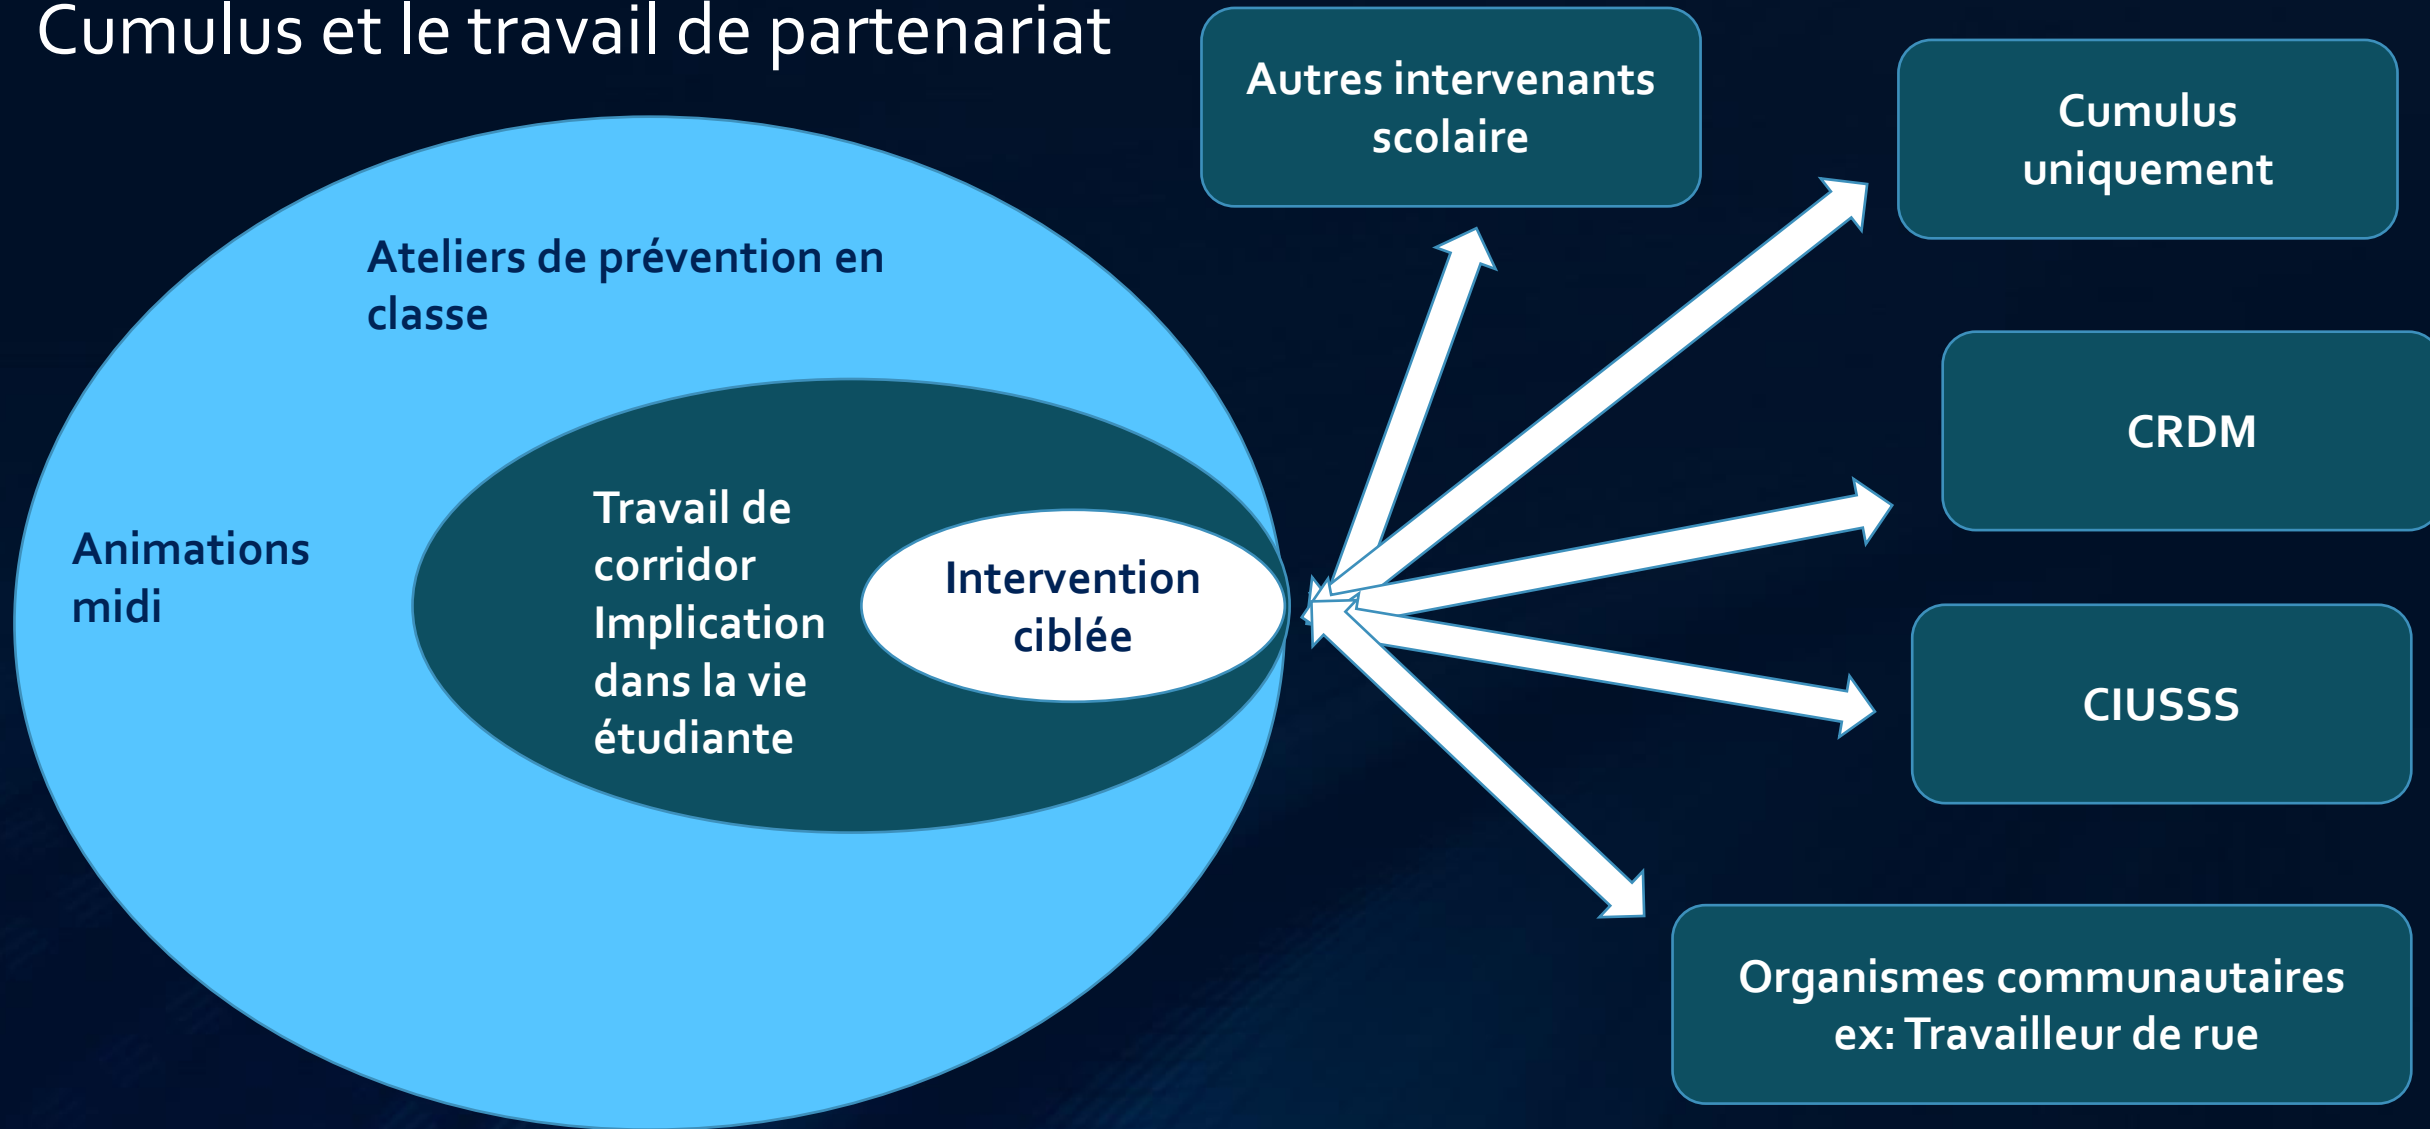 Cumulus et le travail de partenariat
Autres intervenants
scolaire
Cumulus
uniquement
Ateliers de prévention en
classe
CRDM
Animations
midi
Travail de
corridor
Implication
dans la vie
étudiante
Intervention
ciblée
CIUSSS
Organismes communautaires
ex: Travailleur de rue